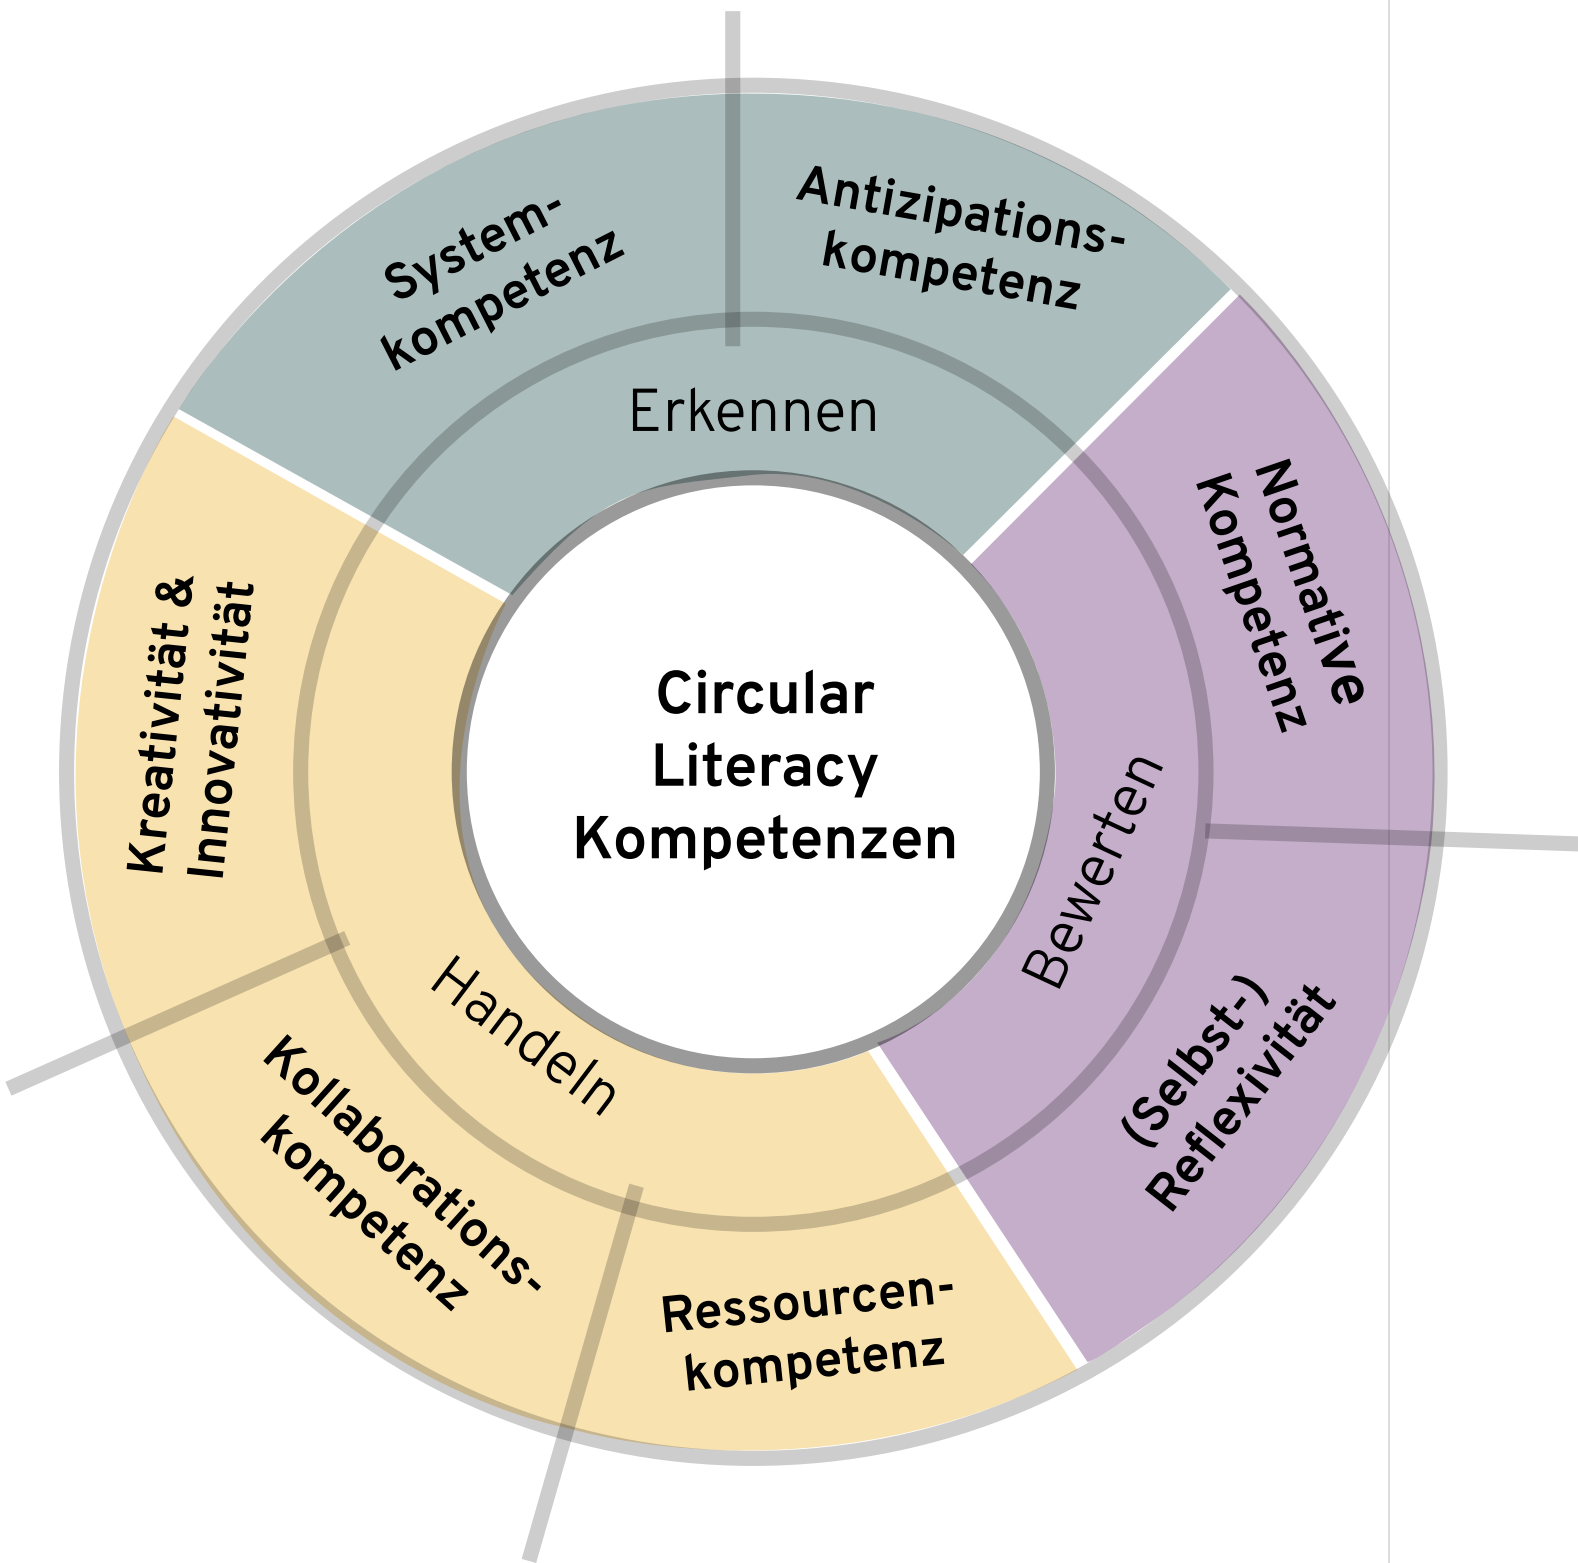 System-
kompetenz
Antizipations-
kompetenz
Erkennen
Normative
Kompetenz
Kreativität &
Innovativität
Circular
Literacy
Kompetenzen
Bewerten
(Selbst-)
Reflexivität
Handeln
Kollaborations-
kompetenz
Ressourcen-
kompetenz